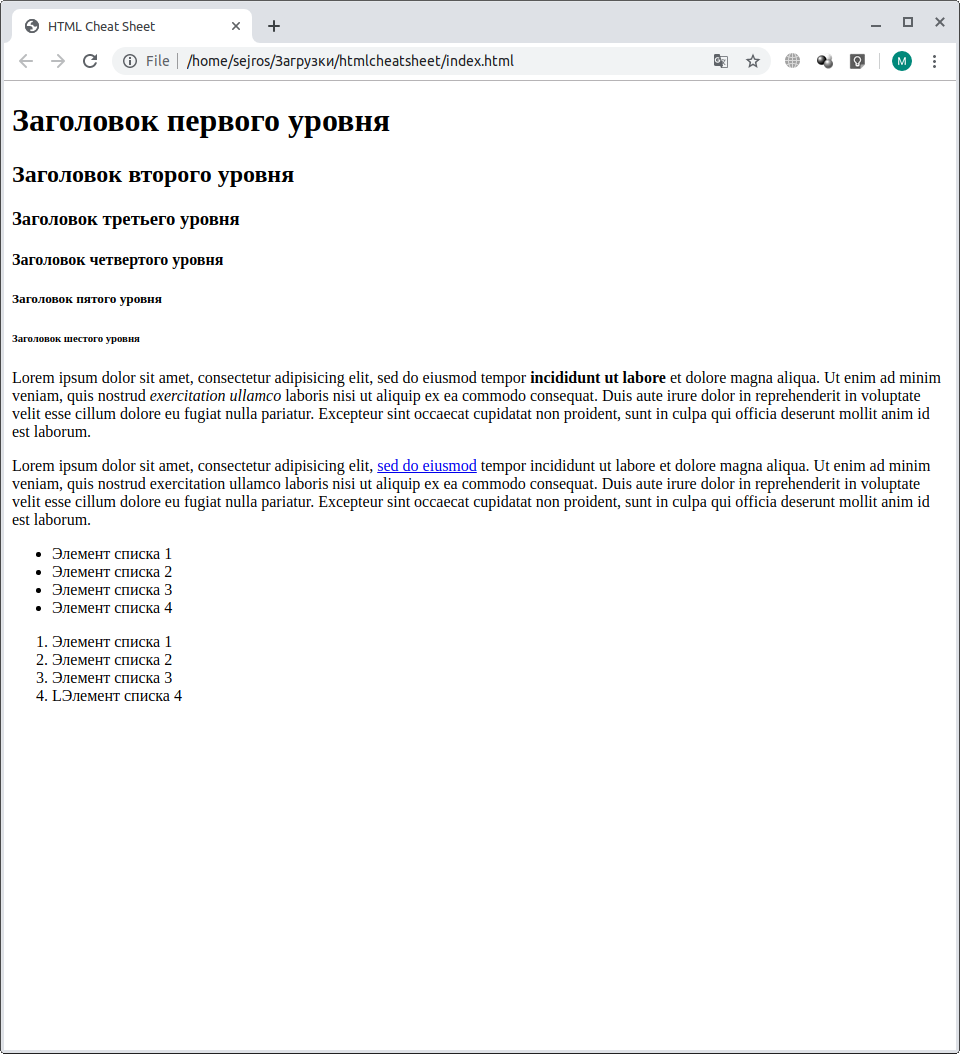 HTML Cheat Sheet
File | /home/sejros/Загрузки/htmlcheatsheet/index.html
M
Заголовок первого уровня
Заголовок второго уровня
Заголовок третьего уровня
Заголовок четвертого уровня
Заголовок пятого уровня
Заголовок шестого уровня
Lorem ipsum dolor sit amet, consectetur adipisicing elit, sed do eiusmod tempor incididunt ut labore et dolore magna aliqua. Ut enim ad minim
veniam, quis nostrud exercitation ullamco laboris nisi ut aliquip ex ea commodo consequat. Duis aute irure dolor in reprehenderit in voluptate
velit esse cillum dolore eu fugiat nulla pariatur. Excepteur sint occaecat cupidatat non proident, sunt in culpa qui officia deserunt mollit anim id
est laborum.
Lorem ipsum dolor sit amet, consectetur adipisicing elit, sed do eiusmod tempor incididunt ut labore et dolore magna aliqua. Ut enim ad minim
veniam, quis nostrud exercitation ullamco laboris nisi ut aliquip ex ea commodo consequat. Duis aute irure dolor in reprehenderit in voluptate
velit esse cillum dolore eu fugiat nulla pariatur. Excepteur sint occaecat cupidatat non proident, sunt in culpa qui officia deserunt mollit anim id
est laborum.
• Элемент списка 1
• Элемент списка 2
• Элемент списка 3
• Элемент списка 4
1. Элемент списка 1
2. Элемент списка 2
3. Элемент списка 3
4. LЭлемент списка 4